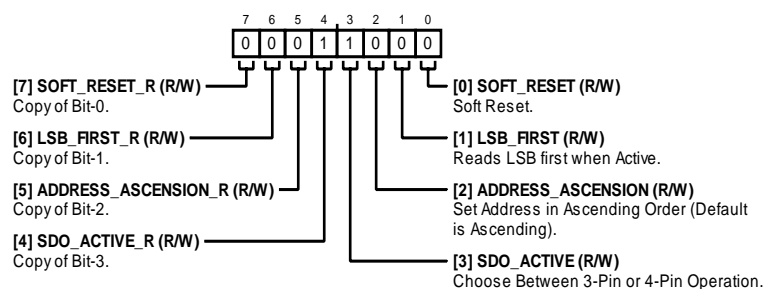 7 6 5 4 3 2 1 0
0 0 0 1 1 0 0 0
[7] SOFT_RESET_R (R/W)
Copy of Bit-0.
[6] LSB_FIRST_R (R/W)
Copy of Bit-1.
[5] ADDRESS_ASCENSION_R (R/W)
Copy of Bit-2.
[4] SDO_ACTIVE_R (R/W)
Copy of Bit-3.
[0] SOFT_RESET (R/W)
Soft Reset.
[1] LSB_FIRST (R/W)
Reads LSB first when Active.
[2] ADDRESS_ASCENSION (R/W)
Set Address in Ascending Order (Default
is Ascending).
[3] SDO_ACTIVE (R/W)
Choose Between 3-Pin or 4-Pin Operation.